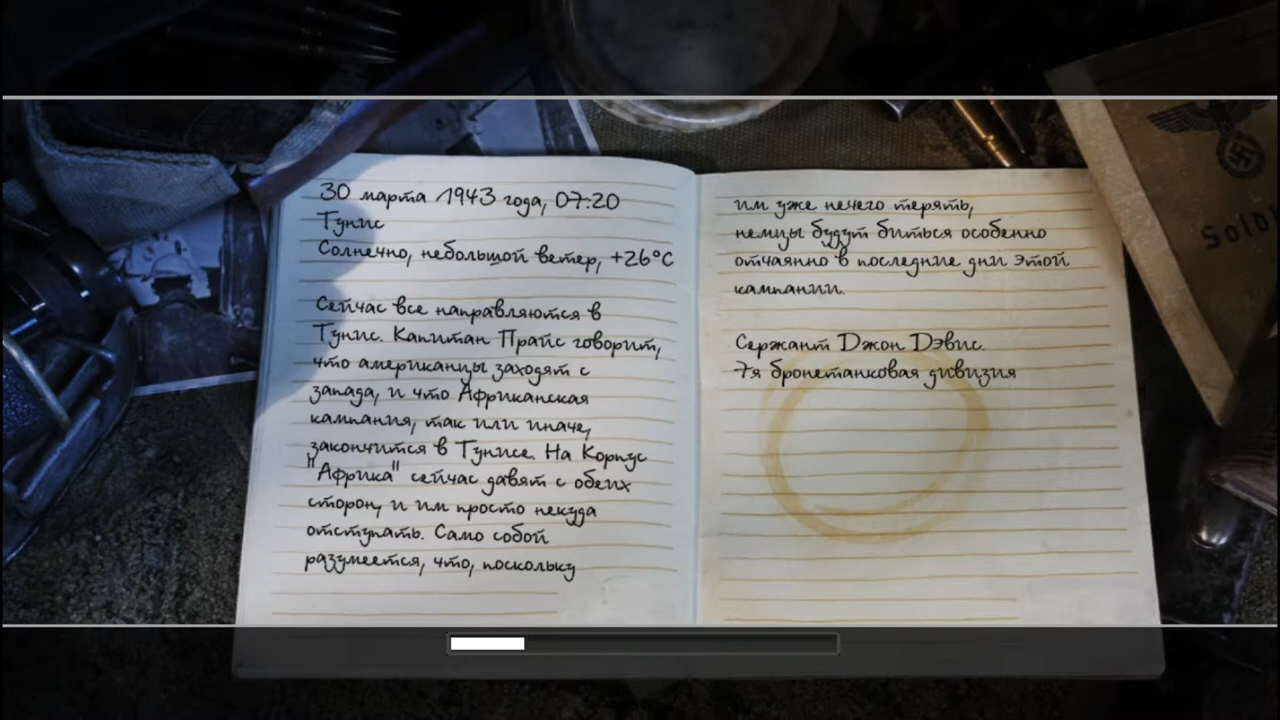 30 марта 1943 года, 07:20
Тунис
Солнечно, небольшой ветер, +26°C
Сейчас все направляются в
Тунис. Капитан Прайс говорит,
что американцы заходят с
запада, и что Африканская
кампания, так или иначе,
закончится в Тунисе. На Корпус
"Африка" сейчас давят с обеих
сторон, и им просто некуда
отступать. Само собой
разумеется, что, поскольку
им уже нечего терять,
немцы будут биться особенно
отчаянно в последние дни этой
кампании.
Сержант Джон Дэвис.
7я бронетанковая дивизия